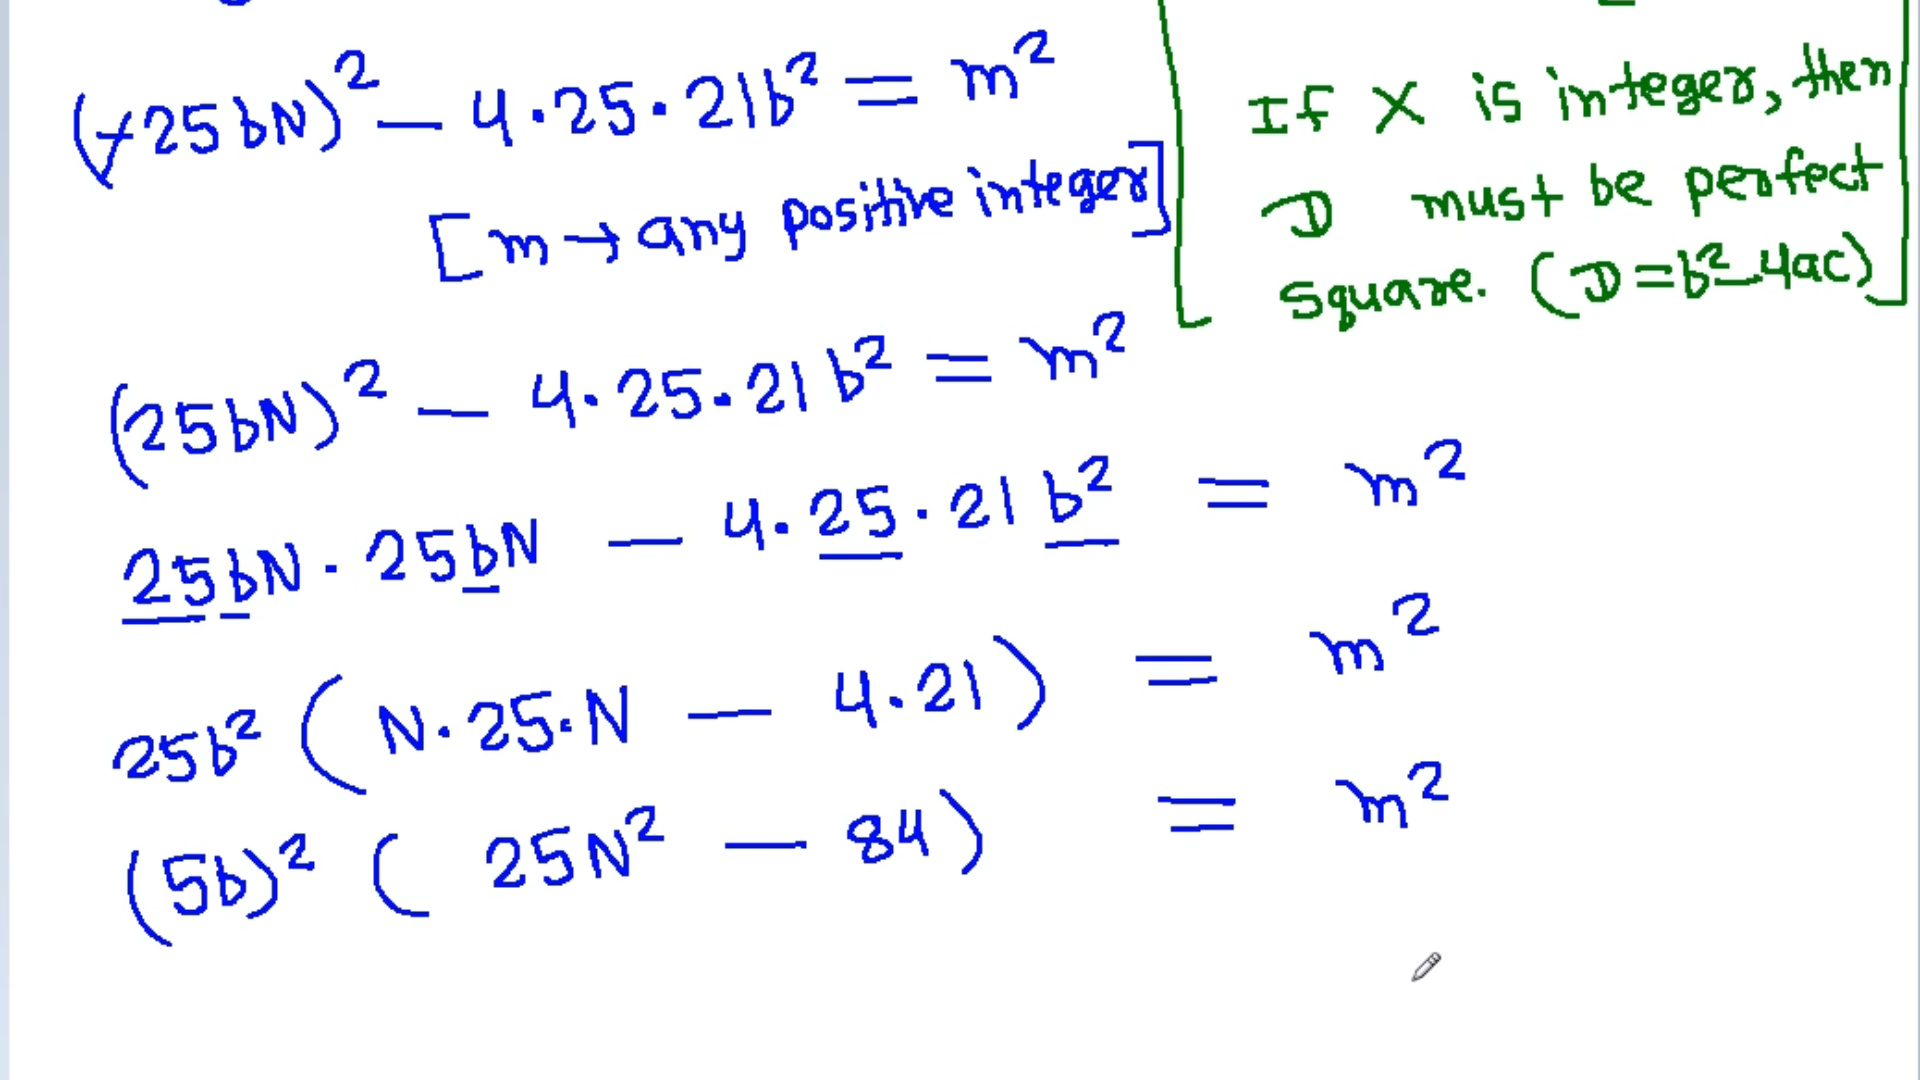 (-25bN)² - 4·25·21b² = m²
[m → any positive integer]
If X is integer, then
D must be perfect
square. (D = b² - 4ac)
(25bN)² - 4·25·21b² = m²
25bN · 25bN - 4·25·21b² = m²
25b² (N·25·N - 4·21) = m²
(5b)² (25N² - 84) = m²